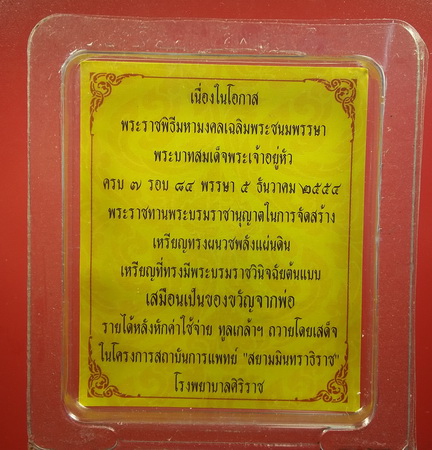 เนื่องในโอกาส
พระราชพิธีมหามงคลเฉลิมพระชนมพรรษา
พระบาทสมเด็จพระเจ้าอยู่หัว
ครบ ๗ รอบ ๘๔ พรรษา ๕ ธันวาคม ๒๕๕๔
พระราชทานพระบรมราชานุญาตในการจัดสร้าง
เหรียญทรงผนวชพลังแผ่นดิน
เหรียญที่ทรงมีพระบรมราชวินิจฉัยต้นแบบ
เสมือนเป็นของขวัญจากพ่อ
รายได้หลังหักค่าใช้จ่าย ทูลเกล้าฯ ถวายโดยเสด็จ
ในโครงการสถาบันการแพทย์ "สยามมินทราธิราช"
โรงพยาบาลศิริราช